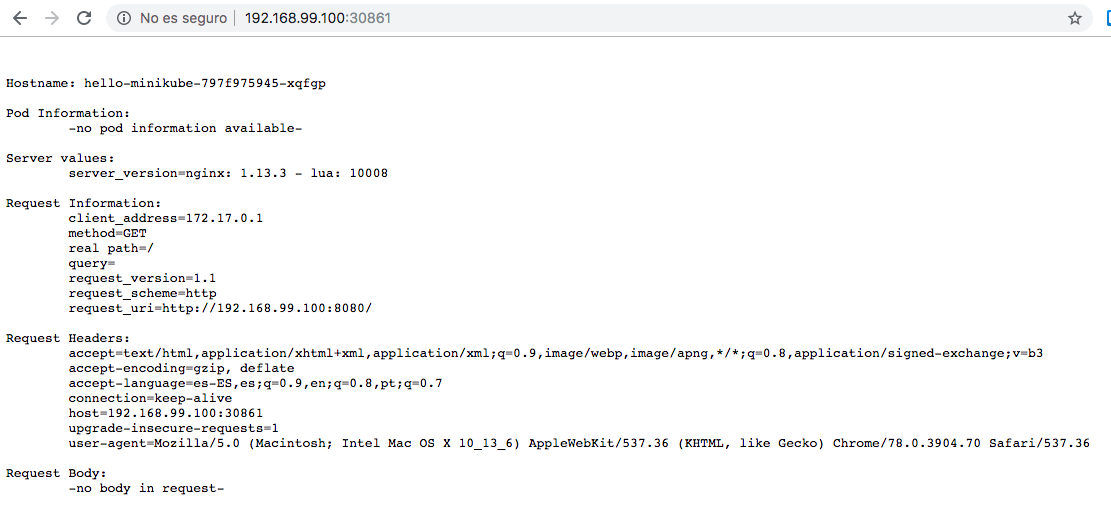 No es seguro | 192.168.99.100:30861
Hostname: hello-minikube-797f975945-xqfgp
Pod Information:
-no pod information available-
Server values:
server_version=nginx: 1.13.3 - lua: 10008
Request Information:
client_address=172.17.0.1
method=GET
real path=/
query=
request_version=1.1
request_scheme=http
request_uri=http://192.168.99.100:8080/
Request Headers:
accept=text/html,application/xhtml+xml,application/xml;q=0.9,image/webp,image/apng,*/*;q=0.8,application/signed-exchange;v=b3
accept-encoding=gzip, deflate
accept-language=es-ES,es;q=0.9,en;q=0.8,pt;q=0.7
connection=keep-alive
host=192.168.99.100:30861
upgrade-insecure-requests=1
user-agent=Mozilla/5.0 (Macintosh; Intel Mac OS X 10_13_6) AppleWebKit/537.36 (KHTML, like Gecko) Chrome/78.0.3904.70 Safari/537.36
Request Body:
-no body in request-